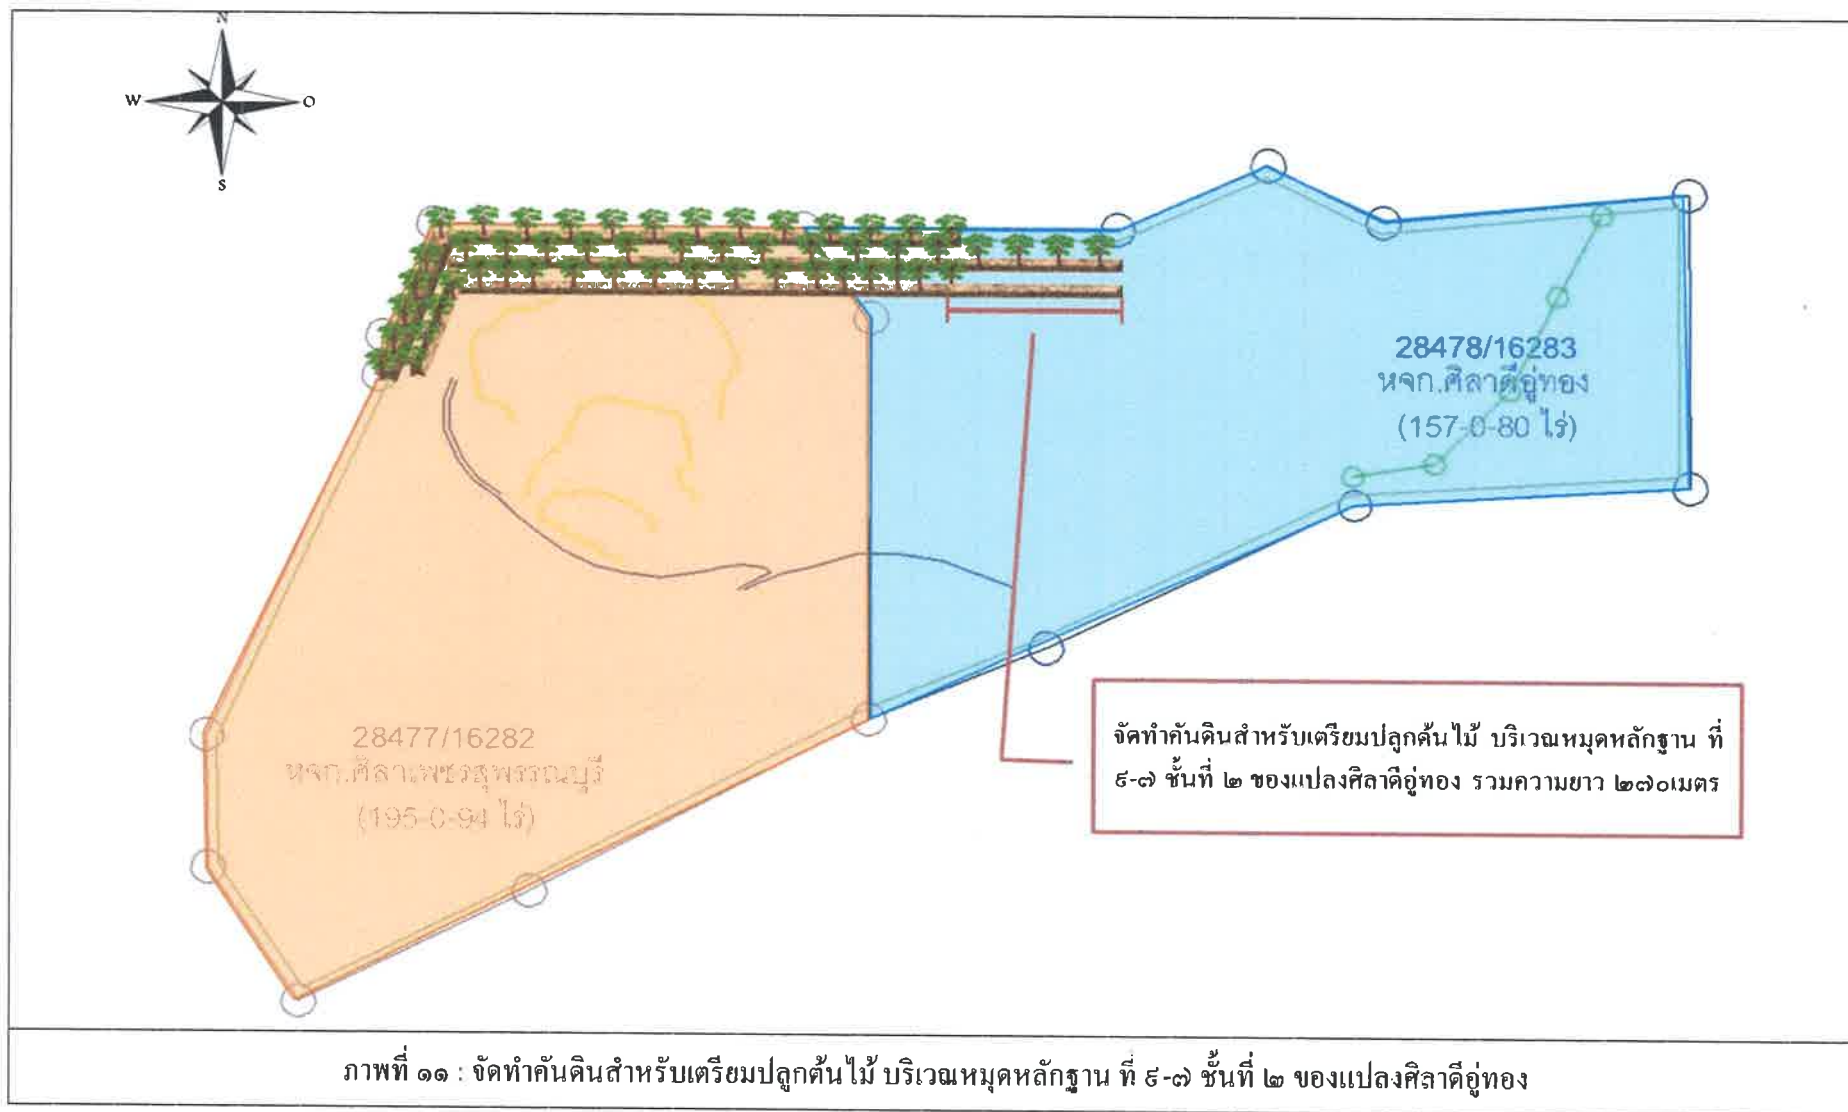 N
W O
S
28478/16283
หจก.ศิลาดีอู่ทอง
(157-0-80 ไร่)
28477/16282
หจก.ศิลาเพชรสุพรรณบุรี
(195-0-94 ไร่)
จัดทำคันดินสำหรับเตรียมปลูกต้นไม้ บริเวณหมุดหลักฐาน ที่
๙-๗ ชั้นที่ ๒ ของแปลงศิลาดีอู่ทอง รวมความยาว ๒๗๐เมตร
ภาพที่ ๑๑ : จัดทำคันดินสำหรับเตรียมปลูกต้นไม้ บริเวณหมุดหลักฐาน ที่ ๙-๗ ชั้นที่ ๒ ของแปลงศิลาดีอู่ทอง